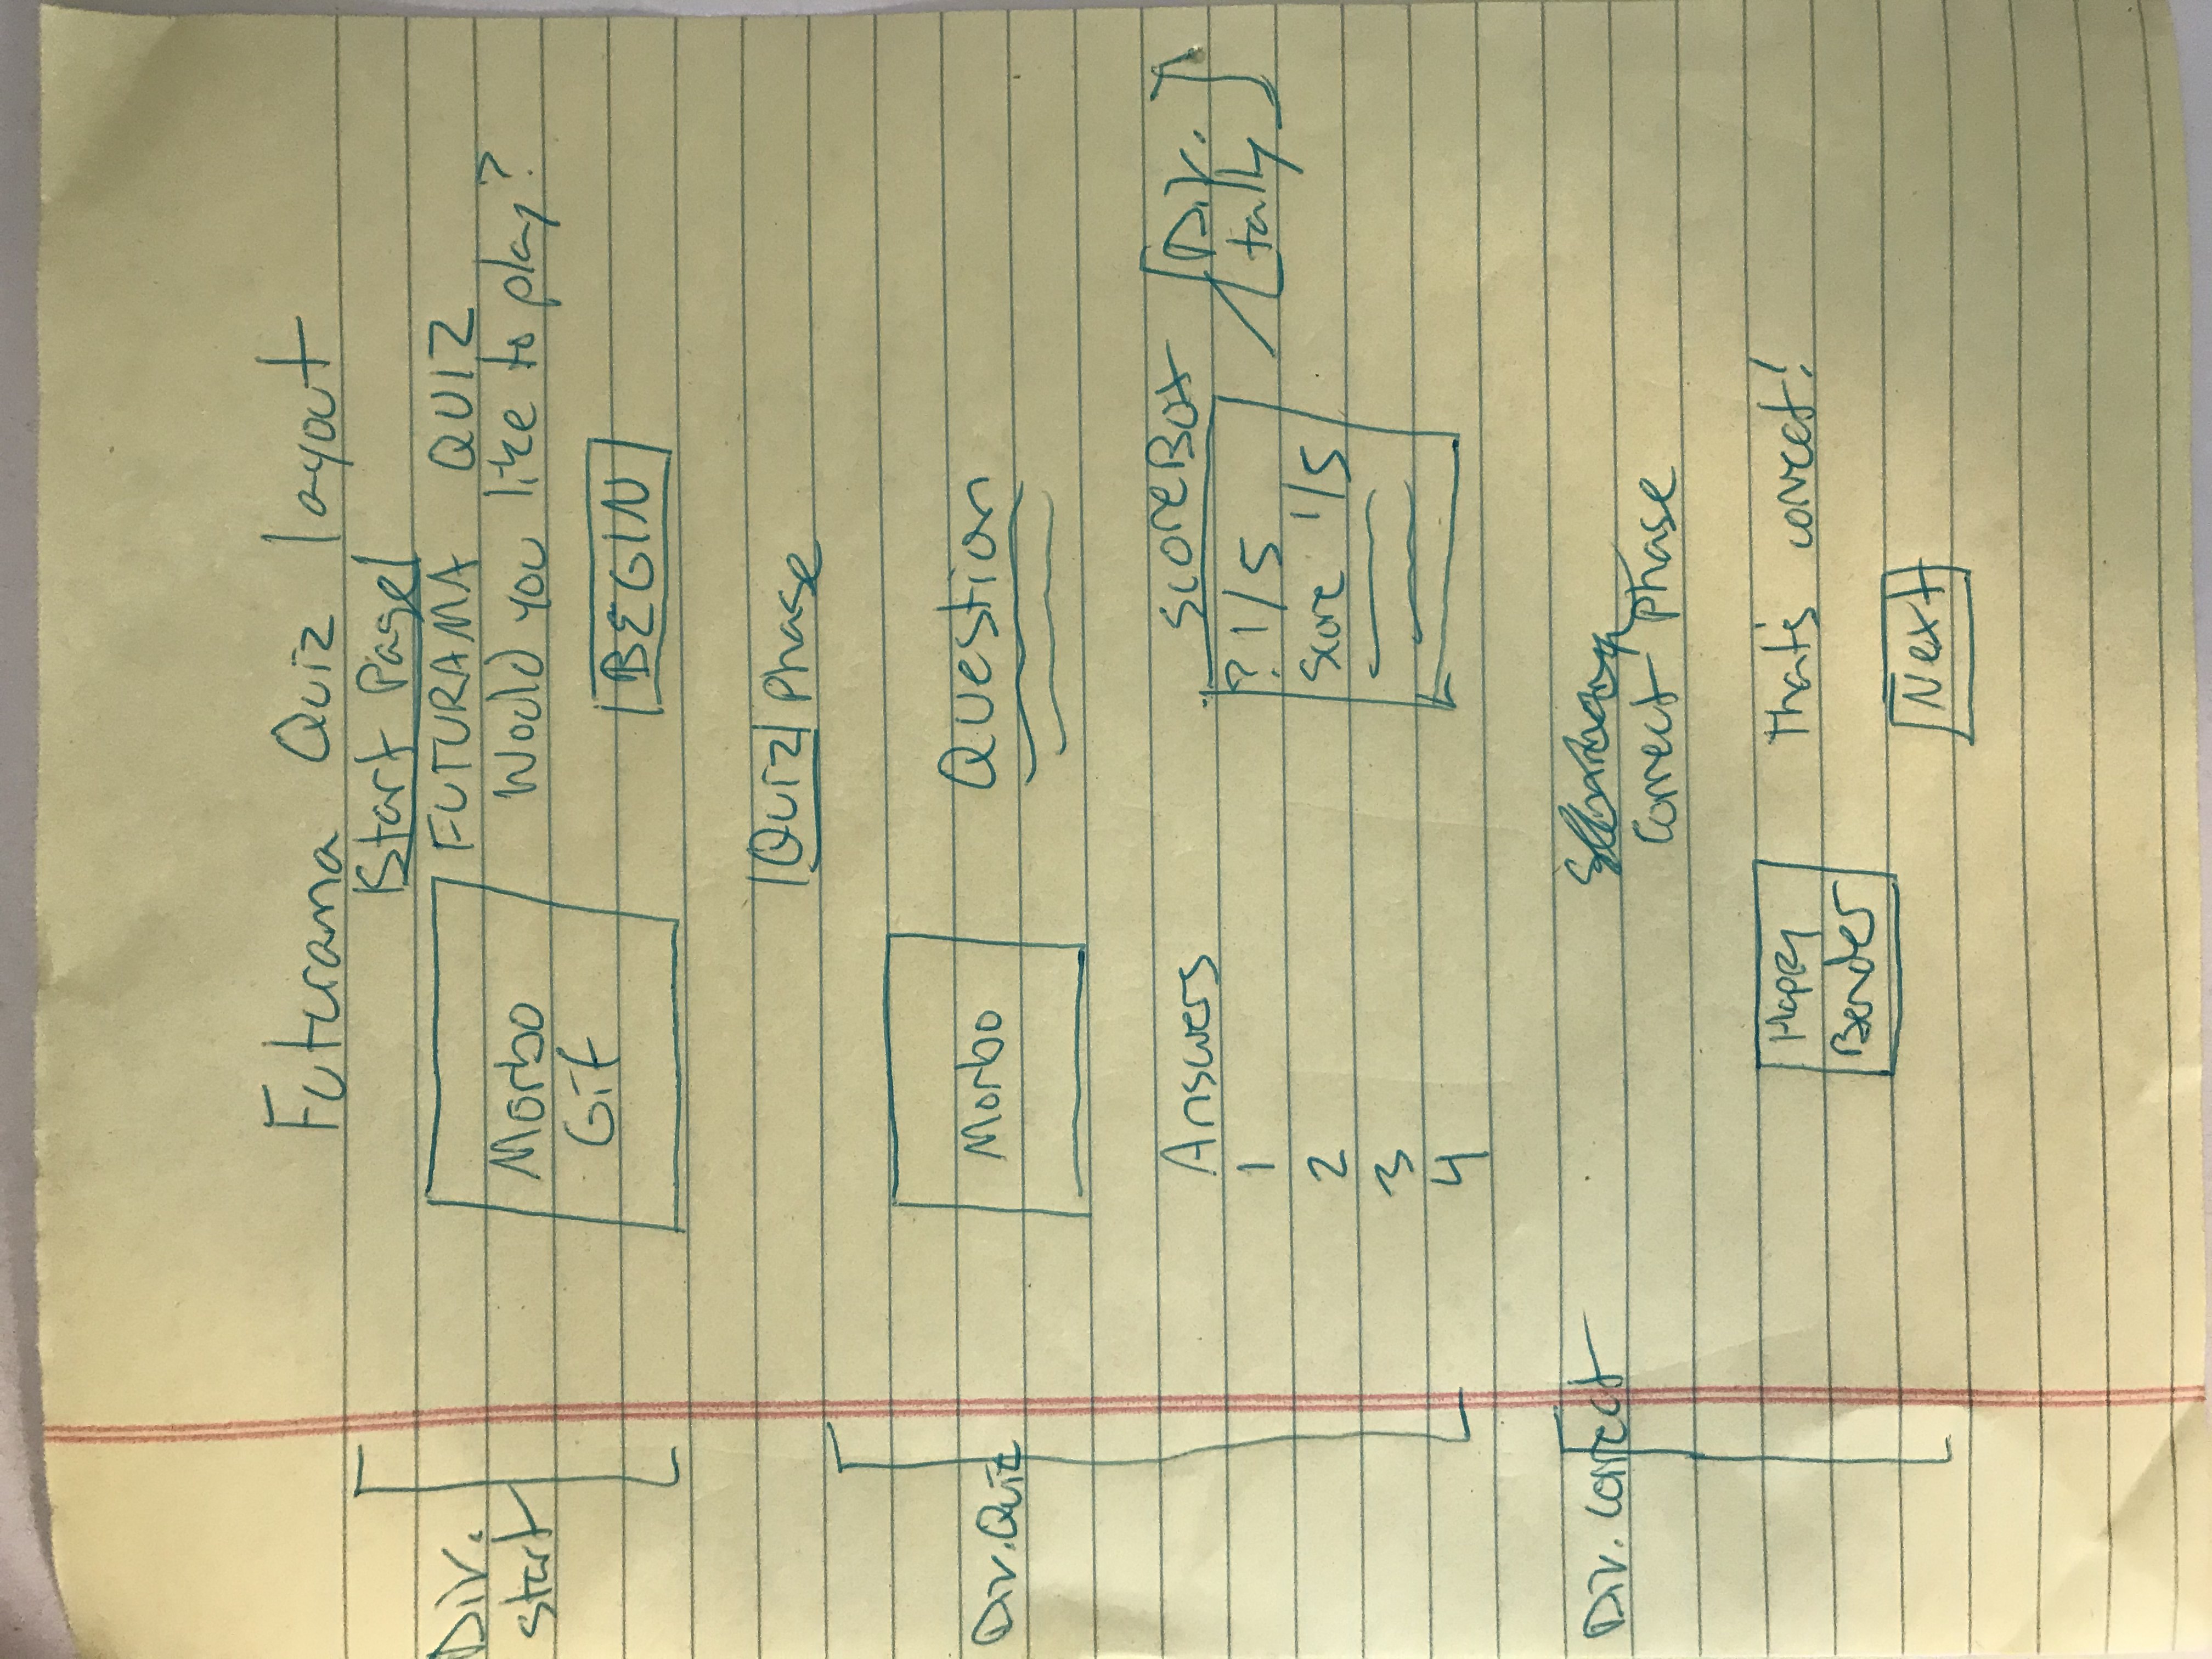 Futurama Quiz layout
Start Page
Div. start
Morbo Gif
FUTURAMA QUIZ
Would you like to play?
BEGIN
Quiz Phase
Div. Quiz
Morbo
Question
Answers
1
2
3
4
ScoreBox
? 1/5
Score 1/5
Div. tally
Div. correct
Correct Phase
Happy
Bender
That's correct!
Next